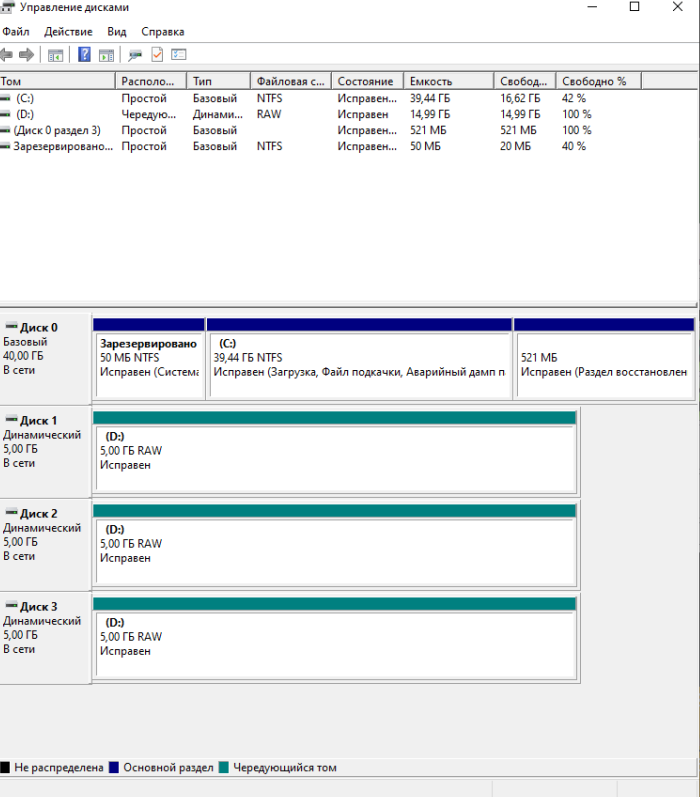 Управление дисками
Файл Действие Вид Справка
Том Располо... Тип Файловая с... Состояние Емкость Свобод... Свободно %
(C:) Простой Базовый NTFS Исправен... 39,44 ГБ 16,62 ГБ 42 %
(D:) Чередую... Динами... RAW Исправен 14,99 ГБ 14,99 ГБ 100 %
(Диск 0 раздел 3) Простой Базовый Исправен... 521 МБ 521 МБ 100 %
Зарезервировано... Простой Базовый NTFS Исправен... 50 МБ 20 МБ 40 %
Диск 0
Базовый
40,00 ГБ
В сети
Зарезервировано
50 МБ NTFS
Исправен (Система
(C:)
39,44 ГБ NTFS
Исправен (Загрузка, Файл подкачки, Аварийный дамп п
521 МБ
Исправен (Раздел восстановлен
Диск 1
Динамический
5,00 ГБ
В сети
(D:)
5,00 ГБ RAW
Исправен
Диск 2
Динамический
5,00 ГБ
В сети
(D:)
5,00 ГБ RAW
Исправен
Диск 3
Динамический
5,00 ГБ
В сети
(D:)
5,00 ГБ RAW
Исправен
Не распределена Основной раздел Чередующийся том